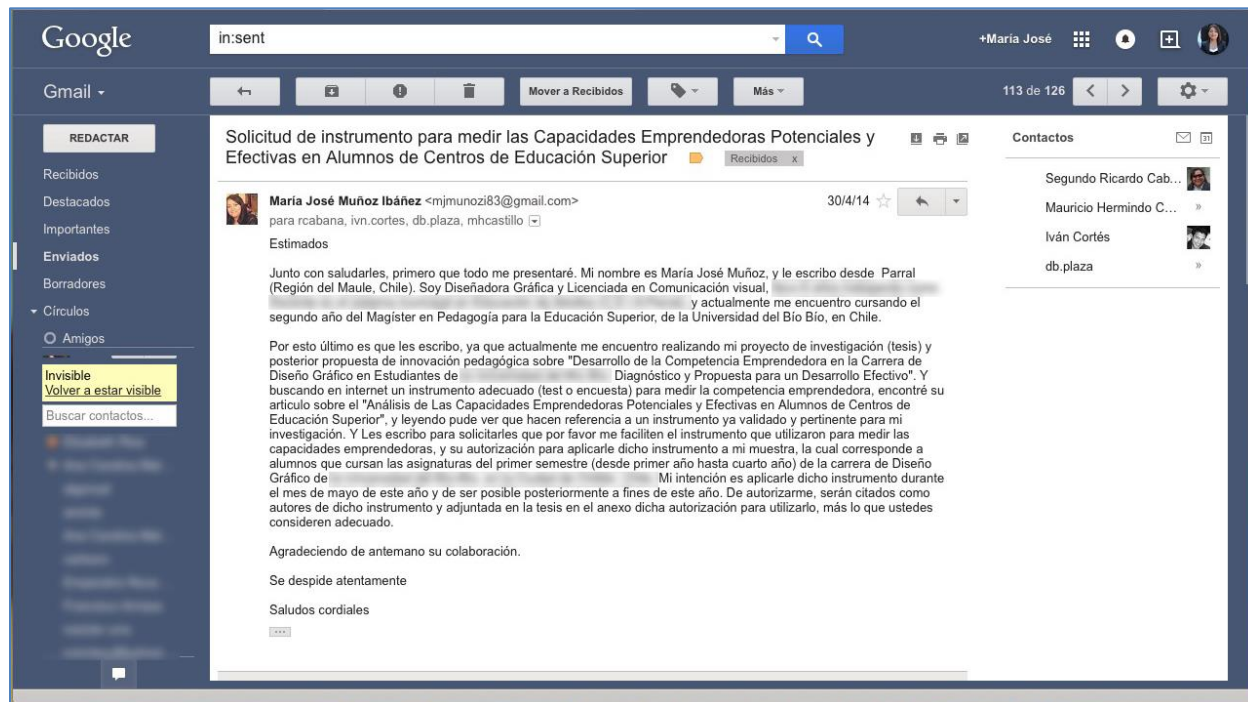 Google
in:sent
+María José
Gmail
Mover a Recibidos
Más
113 de 126
REDACTAR
Recibidos
Destacados
Importantes
Enviados
Borradores
Círculos
Amigos
Invisible
Volver a estar visible
Buscar contactos...
Solicitud de instrumento para medir las Capacidades Emprendedoras Potenciales y
Efectivas en Alumnos de Centros de Educación Superior
Recibidos x
María José Muñoz Ibáñez <mjmunozi83@gmail.com>
30/4/14
para rcabana, ivn.cortes, db.plaza, mhcastillo
Estimados
Junto con saludarles, primero que todo me presentaré. Mi nombre es María José Muñoz, y le escribo desde Parral
(Región del Maule, Chile). Soy Diseñadora Gráfica y Licenciada en Comunicación visual,
y actualmente me encuentro cursando el
segundo año del Magíster en Pedagogía para la Educación Superior, de la Universidad del Bío Bío, en Chile.
Por esto último es que les escribo, ya que actualmente me encuentro realizando mi proyecto de investigación (tesis) y
posterior propuesta de innovación pedagógica sobre "Desarrollo de la Competencia Emprendedora en la Carrera de
Diseño Gráfico en Estudiantes de Diagnóstico y Propuesta para un Desarrollo Efectivo". Y
buscando en internet un instrumento adecuado (test o encuesta) para medir la competencia emprendedora, encontré su
articulo sobre el "Análisis de Las Capacidades Emprendedoras Potenciales y Efectivas en Alumnos de Centros de
Educación Superior", y leyendo pude ver que hacen referencia a un instrumento ya validado y pertinente para mi
investigación. Y Les escribo para solicitarles que por favor me faciliten el instrumento que utilizaron para medir las
capacidades emprendedoras, y su autorización para aplicarle dicho instrumento a mi muestra, la cual corresponde a
alumnos que cursan las asignaturas del primer semestre (desde primer año hasta cuarto año) de la carrera de Diseño
Gráfico de Mi intención es aplicarle dicho instrumento durante
el mes de mayo de este año y de ser posible posteriormente a fines de este año. De autorizarme, serán citados como
autores de dicho instrumento y adjuntada en la tesis en el anexo dicha autorización para utilizarlo, más lo que ustedes
consideren adecuado.
Agradeciendo de antemano su colaboración.
Se despide atentamente
Saludos cordiales
Contactos
31
Segundo Ricardo Cab...
Mauricio Hermindo C...
Iván Cortés
db.plaza